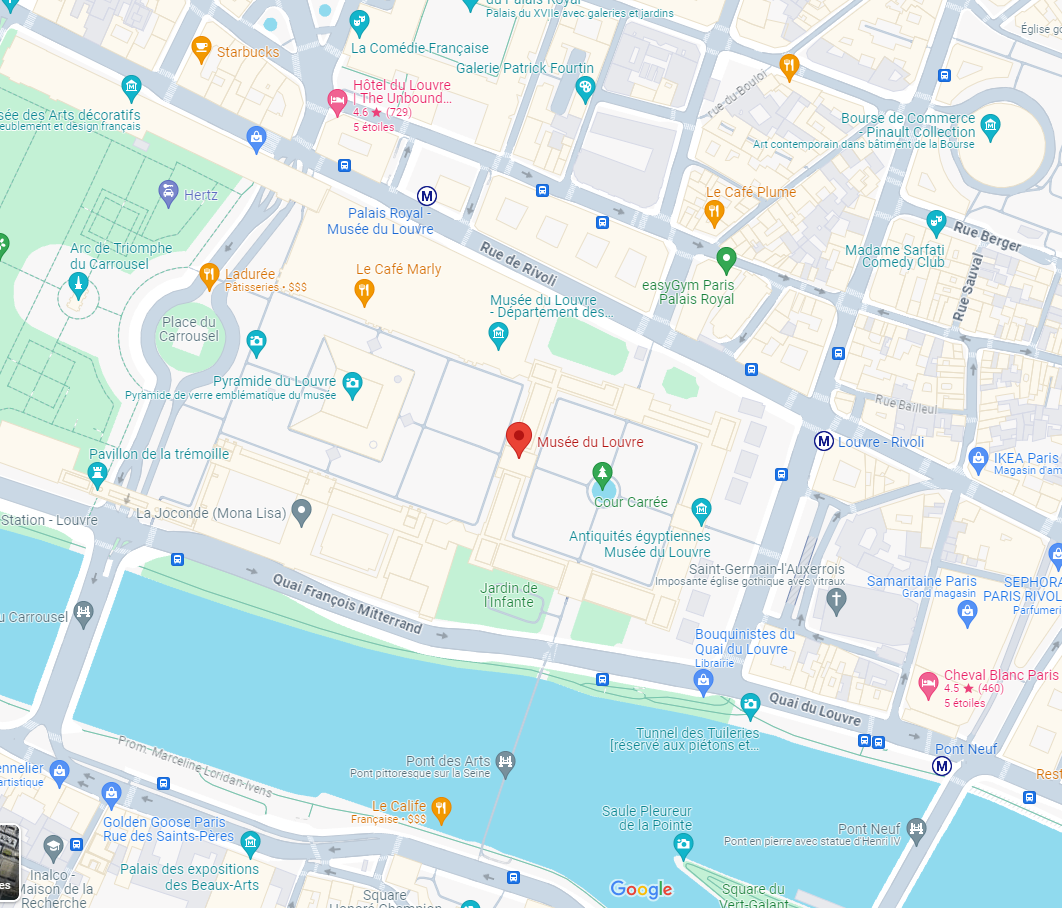 du Palais Royal
Palais du XVIIe avec galeries et jardins
Église
Starbucks
La Comédie Française
Galerie Patrick Fourtin
rue du Bouloi
Hôtel du Louvre
| The Unbound...
4.6 ★ (729)
5 étoiles
sée des Arts décoratifs
eublement et design français
Bourse de Commerce
- Pinault Collection
Art contemporain dans bâtiment de la Bourse
Hertz
M
Palais Royal -
Musée du Louvre
Le Café Plume
Rue Berger
Madame Sarfati
Comedy Club
Rue Sauval
Arc de Triomphe
du Carrousel
Rue de Rivoli
Ladurée
Pâtisseries • $$$
Le Café Marly
easyGym Paris
Palais Royal
Musée du Louvre
- Département des...
Place du
Carrousel
Pyramide du Louvre
Pyramide de verre emblématique du musée
Rue Bailleul
Musée du Louvre
M
Louvre - Rivoli
Pavillon de la trémoille
IKEA Paris
Magasin d'am
Cour Carrée
La Joconde (Mona Lisa)
Station - Louvre
Antiquités égyptiennes
Musée du Louvre
Saint-Germain-l'Auxerrois
Imposante église gothique avec vitraux
Samaritaine Paris
Grand magasin
SEPHORA
PARIS RIVOL
Parfumeri
Jardin de
l'Infante
Quai François Mitterrand
u Carrousel
Bouquinistes du
Quai du Louvre
Librairie
Cheval Blanc Paris
4.5 ★ (460)
5 étoiles
Quai du Louvre
Tunnel des Tuileries
[réservé aux piétons et...
Pont Neuf
M
Prom. Marceline Loridan-Ivens
Pont des Arts
Pont pittoresque sur la Seine
ennelier
artistique
Rest
Le Calife
Française • $$$
Golden Goose Paris
Rue des Saints-Pères
Saule Pleureur
de la Pointe
Pont Neuf
Pont en pierre avec statue d'Henri IV
Palais des expositions
des Beaux-Arts
Inalco -
Maison de la
Recherche
es
Google
Square
Honoré Champion
Square du
Vert-Galant